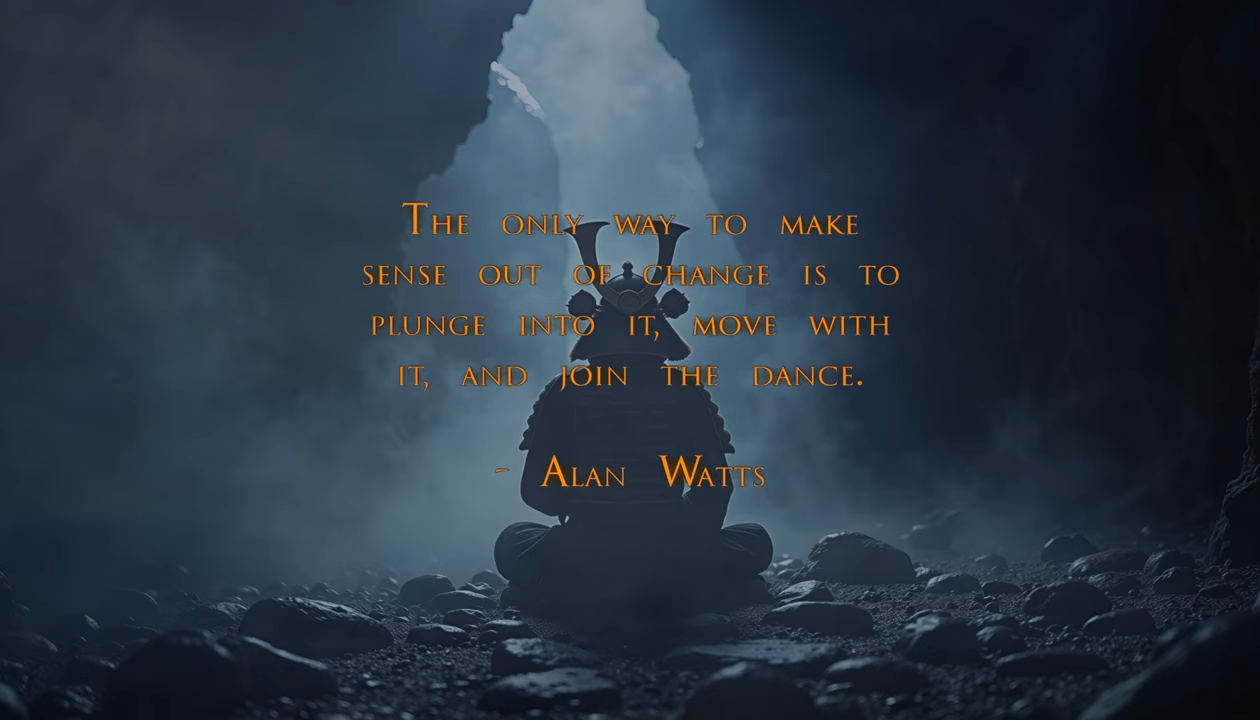 The only way to make
sense out of change is to
plunge into it, move with
it, and join the dance.
- Alan Watts